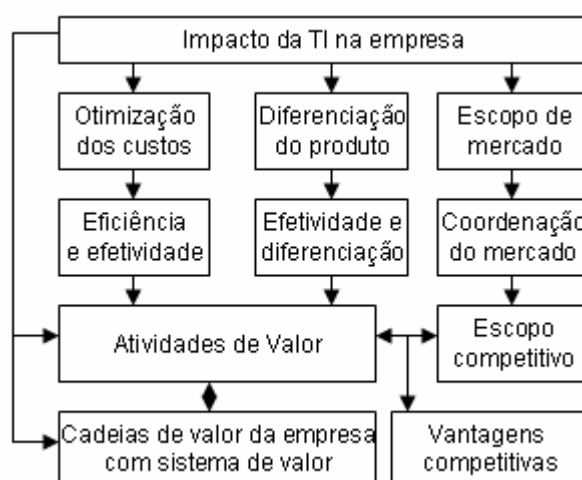 Impacto da TI na empresa
Otimização
dos custos
Diferenciação
do produto
Escopo de
mercado
Eficiência
e efetividade
Efetividade e
diferenciação
Coordenação
do mercado
Atividades de Valor
Escopo
competitivo
Cadeias de valor da empresa
com sistema de valor
Vantagens
competitivas